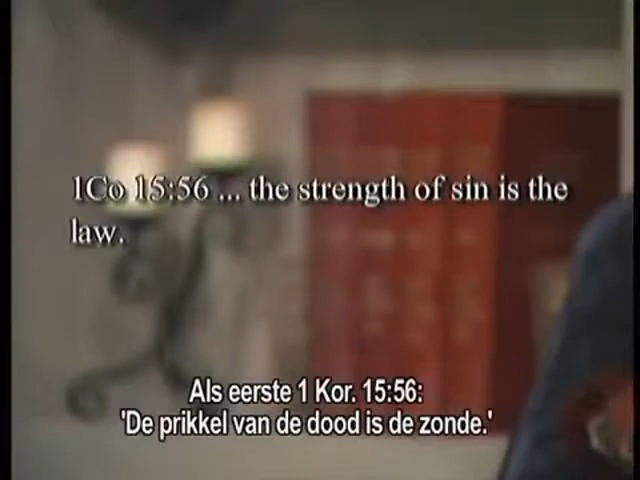 1Co 15:56 ... the strength of sin is the
law.
Als eerste 1 Kor. 15:56:
'De prikkel van de dood is de zonde.'